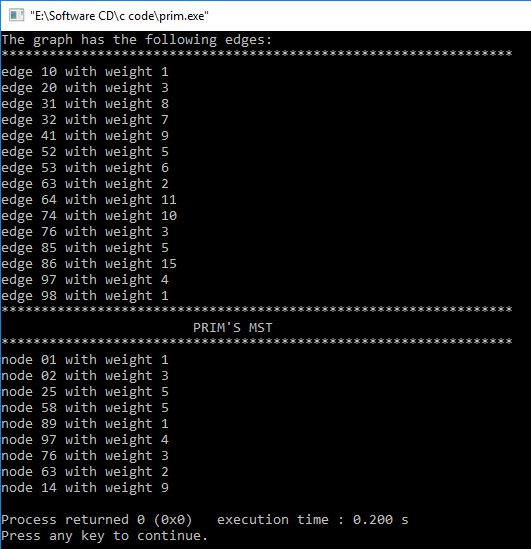 "E:\Software CD\c code\prim.exe"
The graph has the following edges:
****************************************************************
edge 10 with weight 1
edge 20 with weight 3
edge 31 with weight 8
edge 32 with weight 7
edge 41 with weight 9
edge 52 with weight 5
edge 53 with weight 6
edge 63 with weight 2
edge 64 with weight 11
edge 74 with weight 10
edge 76 with weight 3
edge 85 with weight 5
edge 86 with weight 15
edge 97 with weight 4
edge 98 with weight 1
****************************************************************
PRIM'S MST
****************************************************************
node 01 with weight 1
node 02 with weight 3
node 25 with weight 5
node 58 with weight 5
node 89 with weight 1
node 97 with weight 4
node 76 with weight 3
node 63 with weight 2
node 14 with weight 9
Process returned 0 (0x0)   execution time : 0.200 s
Press any key to continue.